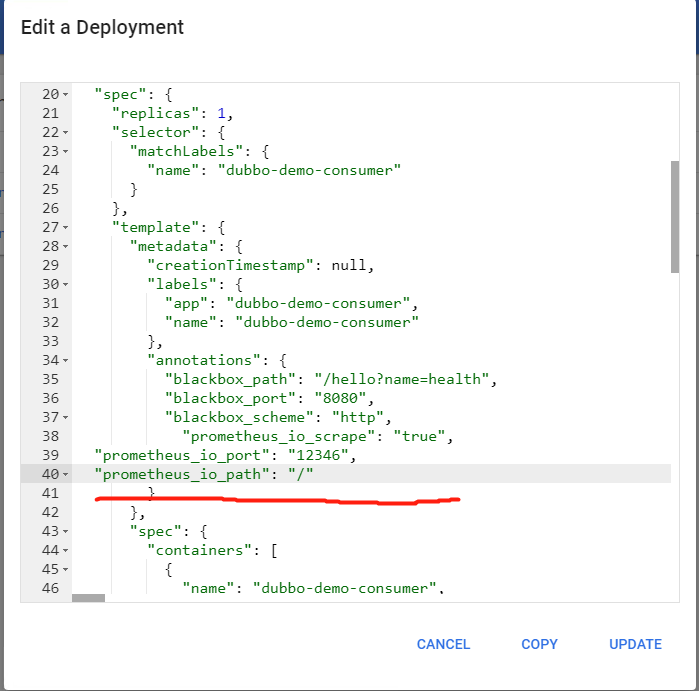 Edit a Deployment
20 "spec": {
21 "replicas": 1,
22 "selector": {
23 "matchLabels": {
24 "name": "dubbo-demo-consumer"
25 }
26 },
27 "template": {
28 "metadata": {
29 "creationTimestamp": null,
30 "labels": {
31 "app": "dubbo-demo-consumer",
32 "name": "dubbo-demo-consumer"
33 },
34 "annotations": {
35 "blackbox_path": "/hello?name=health",
36 "blackbox_port": "8080",
37 "blackbox_scheme": "http",
38 "prometheus_io_scrape": "true",
39 "prometheus_io_port": "12346",
40 "prometheus_io_path": "/"
41 }
42 },
43 "spec": {
44 "containers": [
45 {
46 "name": "dubbo-demo-consumer",
CANCEL COPY UPDATE